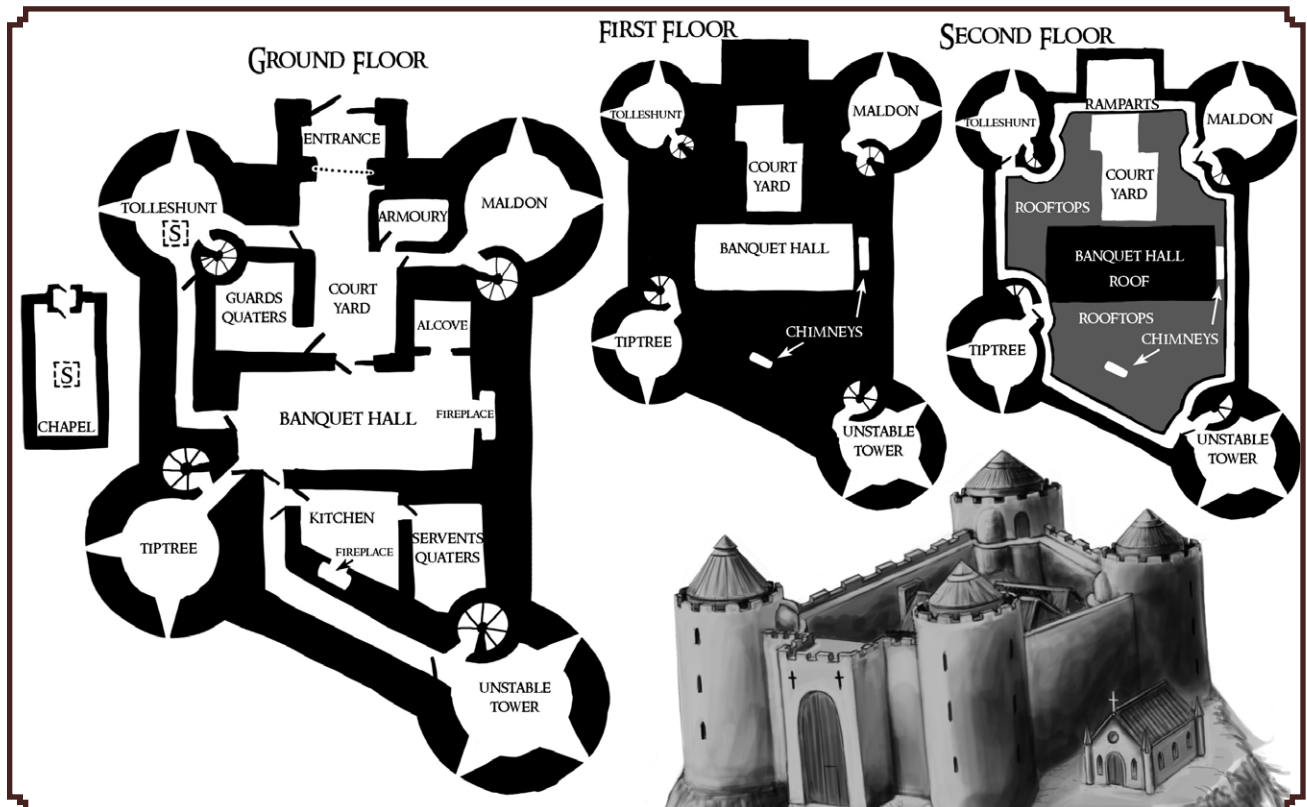 GROUND FLOOR
ENTRANCE
TOLLESHUNT
S
ARMOURY
MALDON
GUARDS
QUATERS
COURT
YARD
ALCOVE
S
CHAPEL
BANQUET HALL
FIREPLACE
KITCHEN
FIREPLACE
SERVENTS
QUATERS
TIPTREE
UNSTABLE
TOWER
FIRST FLOOR
TOLLESHUNT
MALDON
COURT
YARD
BANQUET HALL
CHIMNEYS
TIPTREE
UNSTABLE
TOWER
SECOND FLOOR
RAMPARTS
TOLLESHUNT
MALDON
COURT
YARD
ROOFTOPS
BANQUET HALL
ROOF
ROOFTOPS
CHIMNEYS
TIPTREE
UNSTABLE
TOWER